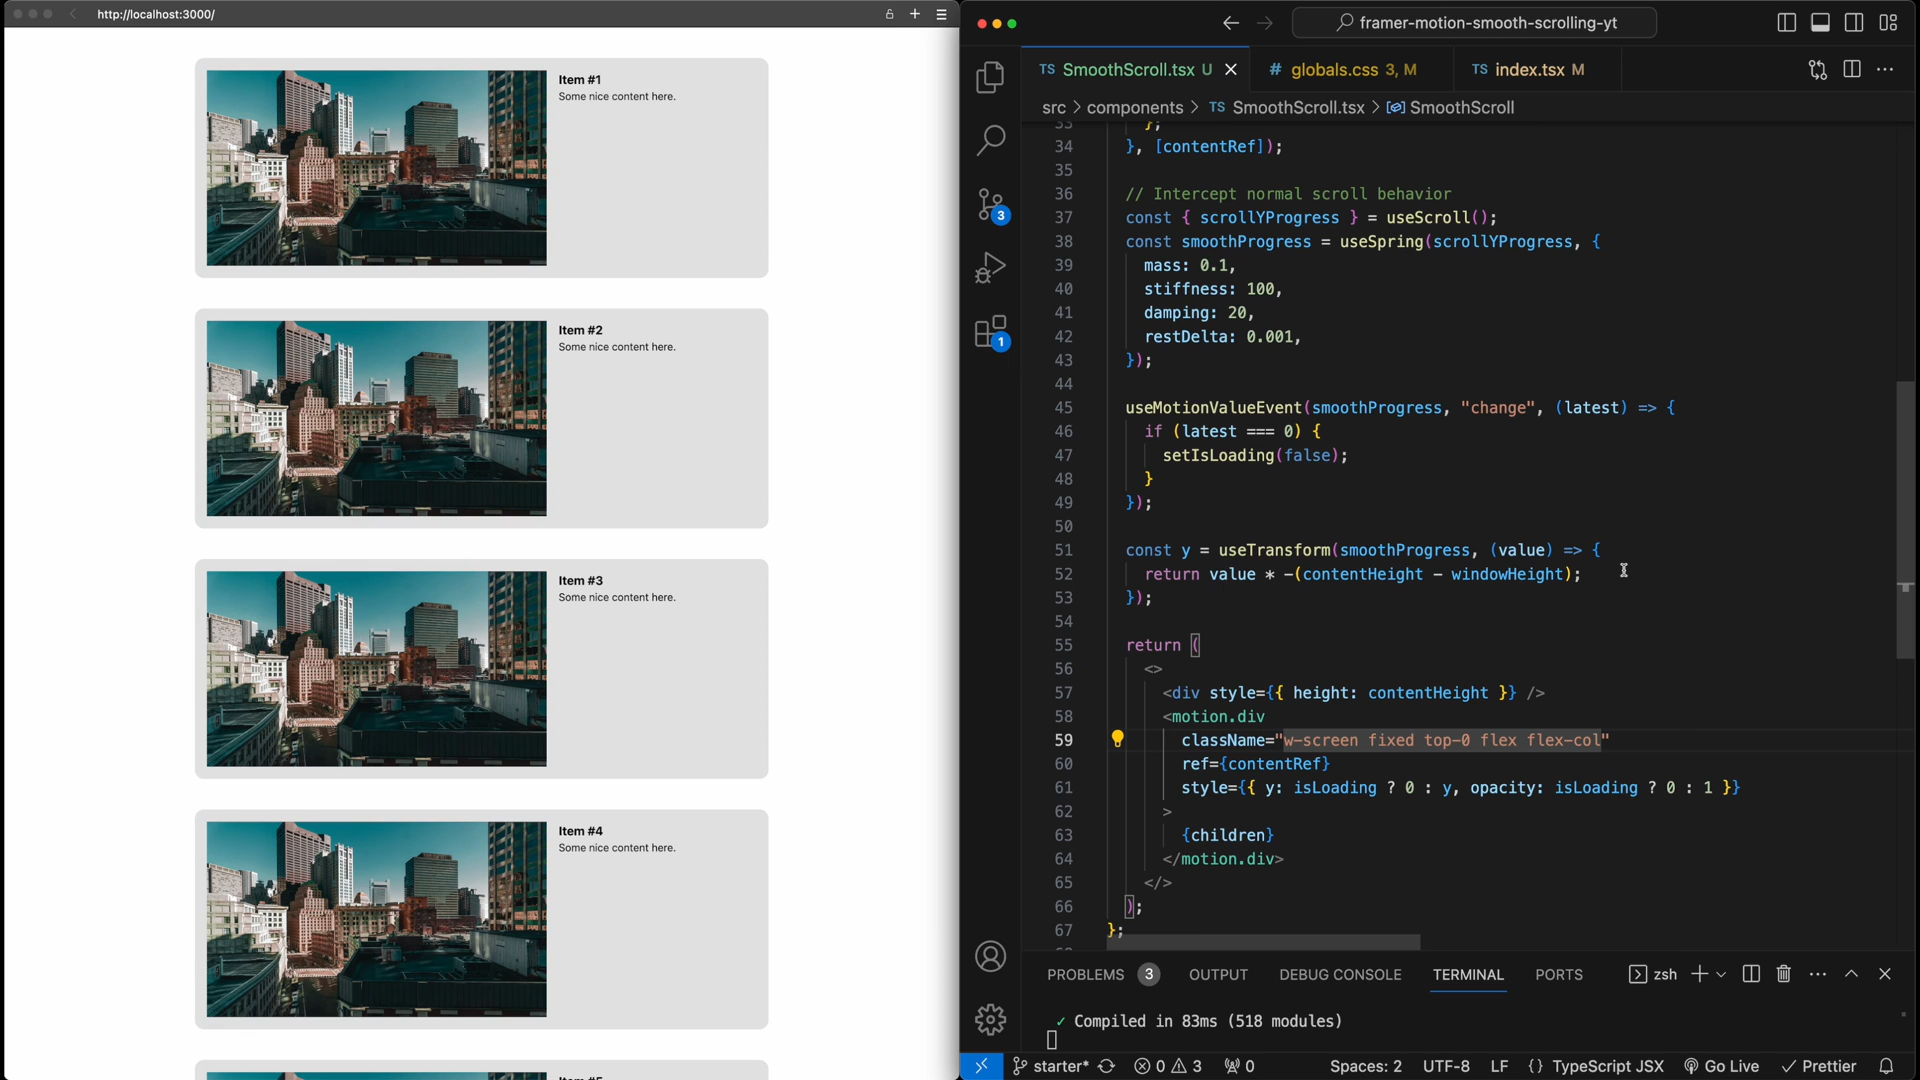 http://localhost:3000/
Item #1
Some nice content here.
Item #2
Some nice content here.
Item #3
Some nice content here.
Item #4
Some nice content here.
framer-motion-smooth-scrolling-yt
TS SmoothScroll.tsx U
# globals.css 3, M
TS index.tsx M
src > components > TS SmoothScroll.tsx > SmoothScroll
33 };
34 }, [contentRef]);
35
36 // Intercept normal scroll behavior
37 const { scrollYProgress } = useScroll();
38 const smoothProgress = useSpring(scrollYProgress, {
39 mass: 0.1,
40 stiffness: 100,
41 damping: 20,
42 restDelta: 0.001,
43 });
44
45 useMotionValueEvent(smoothProgress, "change", (latest) => {
46 if (latest === 0) {
47 setIsLoading(false);
48 }
49 });
50
51 const y = useTransform(smoothProgress, (value) => {
52 return value * -(contentHeight - windowHeight);
53 });
54
55 return (
56 <>
57 <div style={{ height: contentHeight }} />
58 <motion.div
59 className="w-screen fixed top-0 flex flex-col"
60 ref={contentRef}
61 style={{ y: isLoading ? 0 : y, opacity: isLoading ? 0 : 1 }}
62 >
63 {children}
64 </motion.div>
65 </>
66 );
67 };
3
1
PROBLEMS 3 OUTPUT DEBUG CONSOLE TERMINAL PORTS zsh
✓ Compiled in 83ms (518 modules)
starter* 0 3 0 Spaces: 2 UTF-8 LF {} TypeScript JSX Go Live Prettier